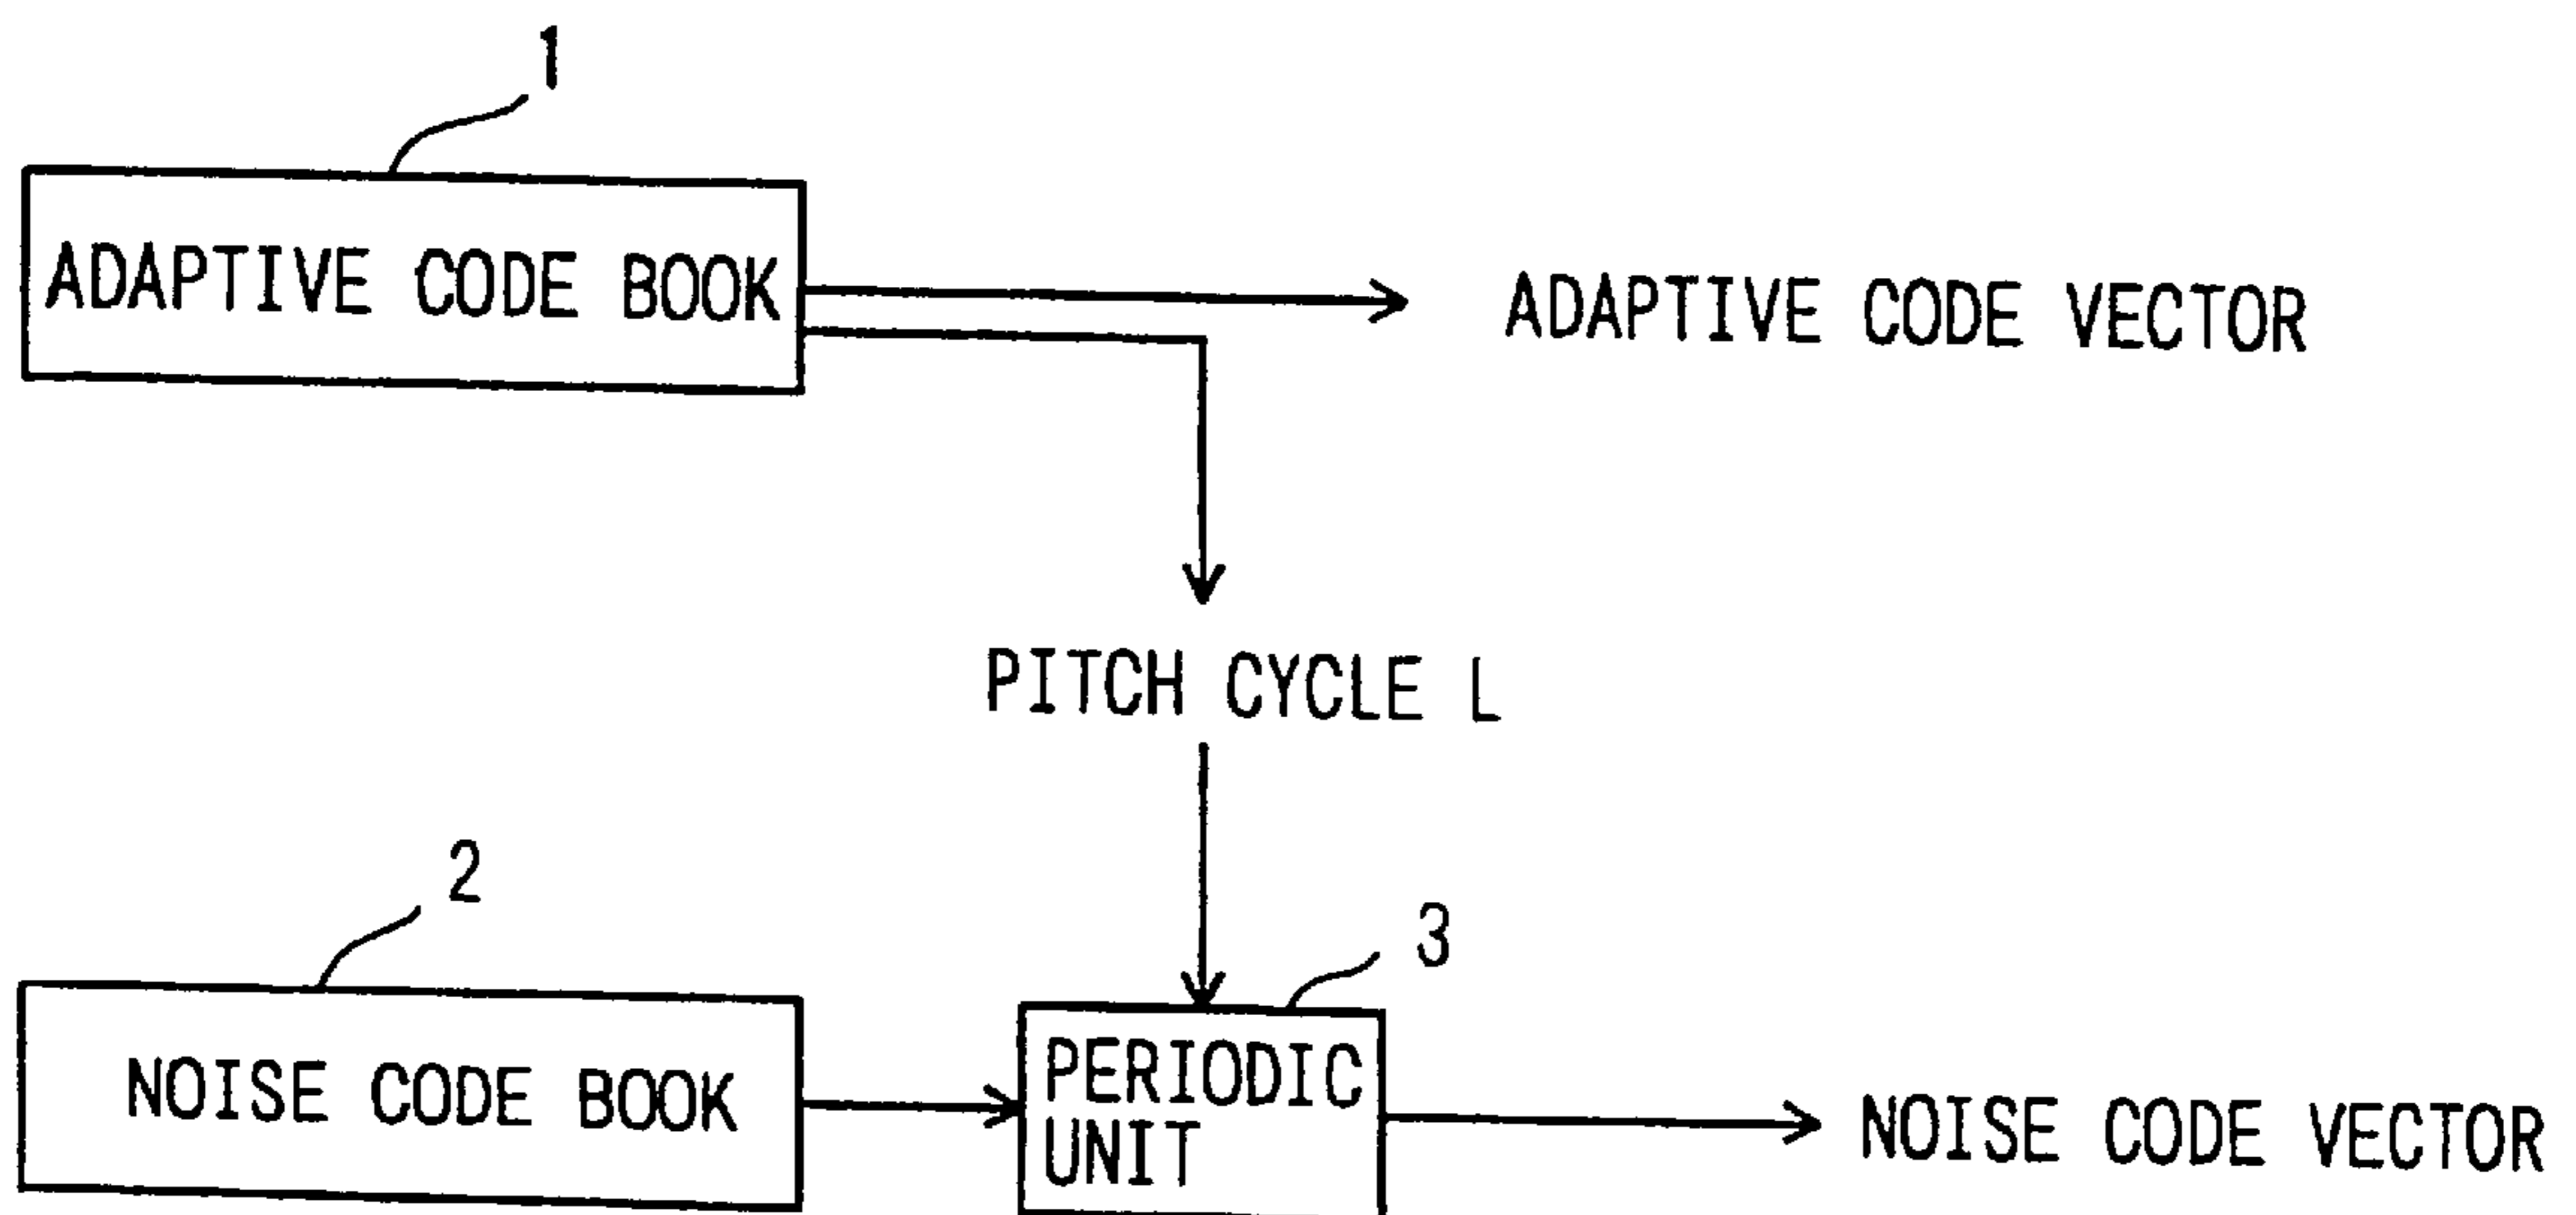 1
ADAPTIVE CODE BOOK
ADAPTIVE CODE VECTOR
PITCH CYCLE L
2
3
NOISE CODE BOOK
PERIODIC
UNIT
NOISE CODE VECTOR